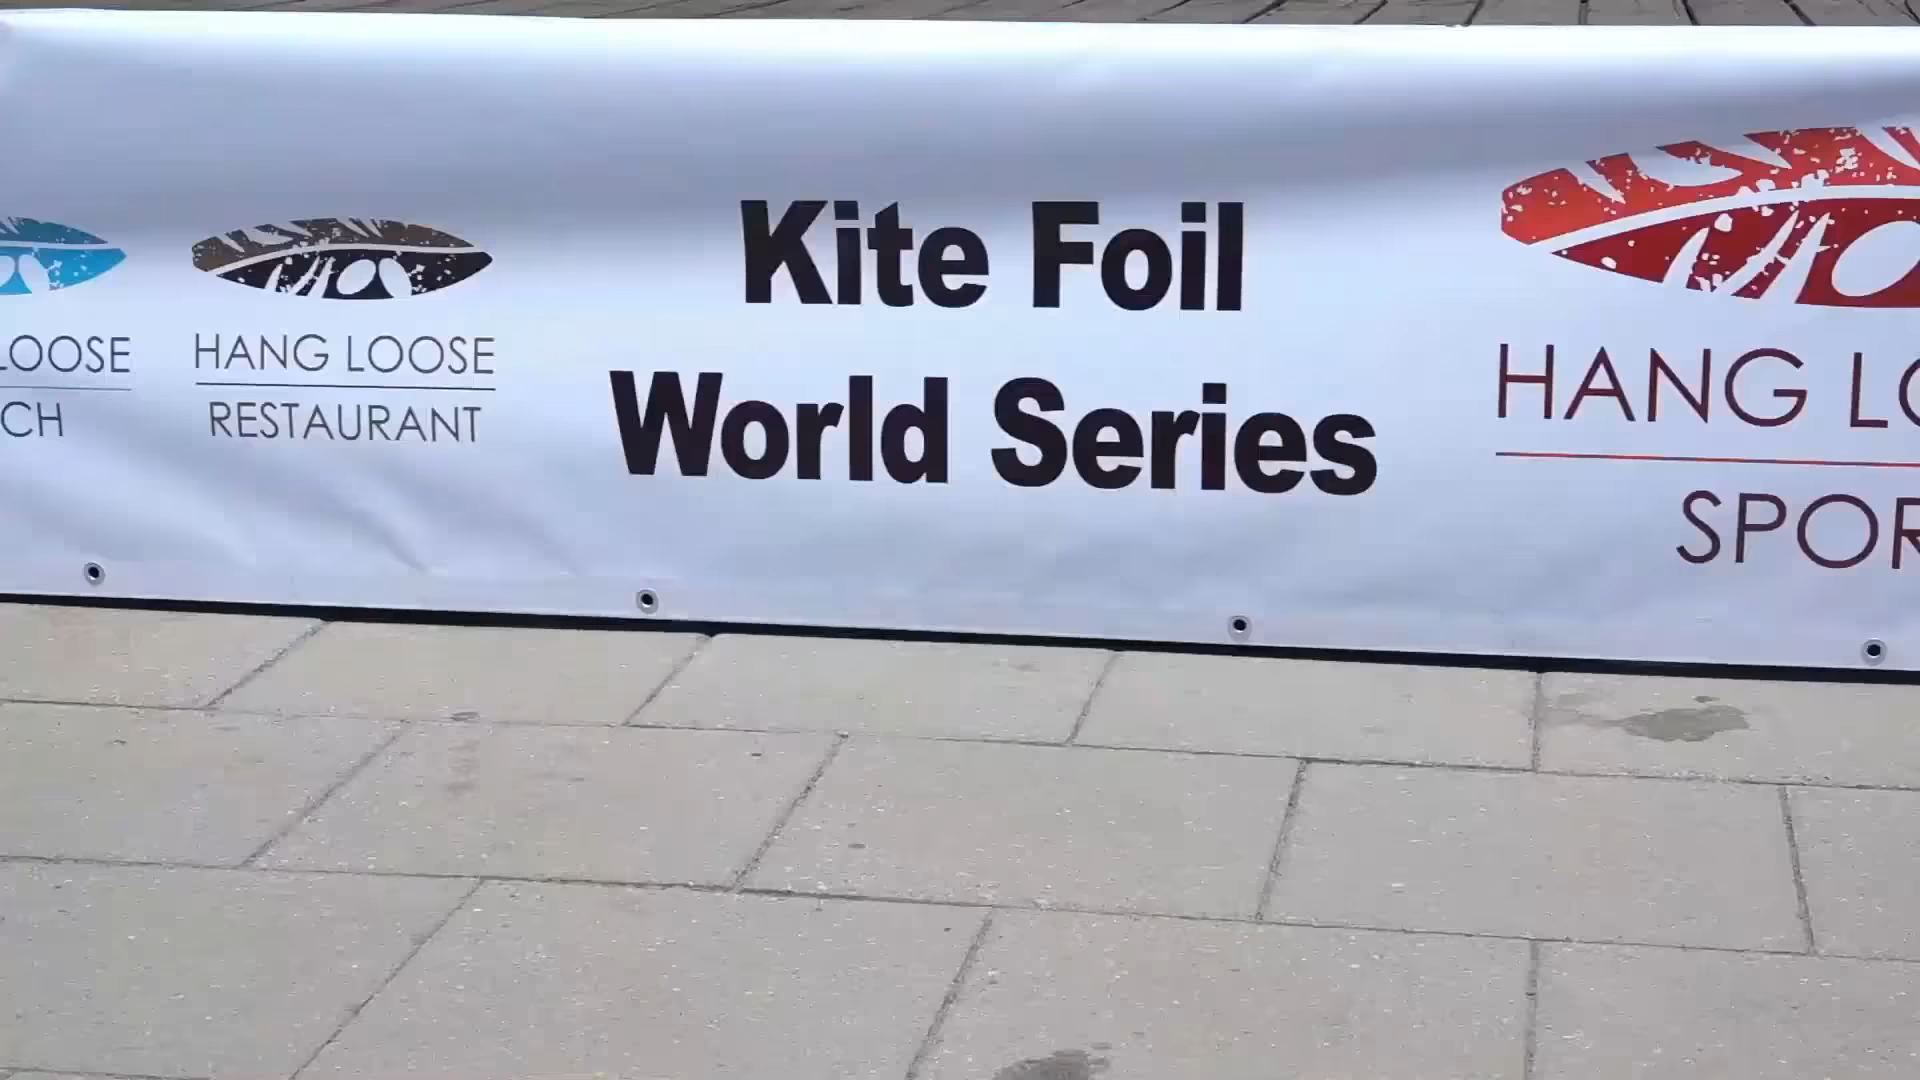 LOOSE
CH
HANG LOOSE
RESTAURANT
Kite Foil
World Series
HANG LO
SPOR